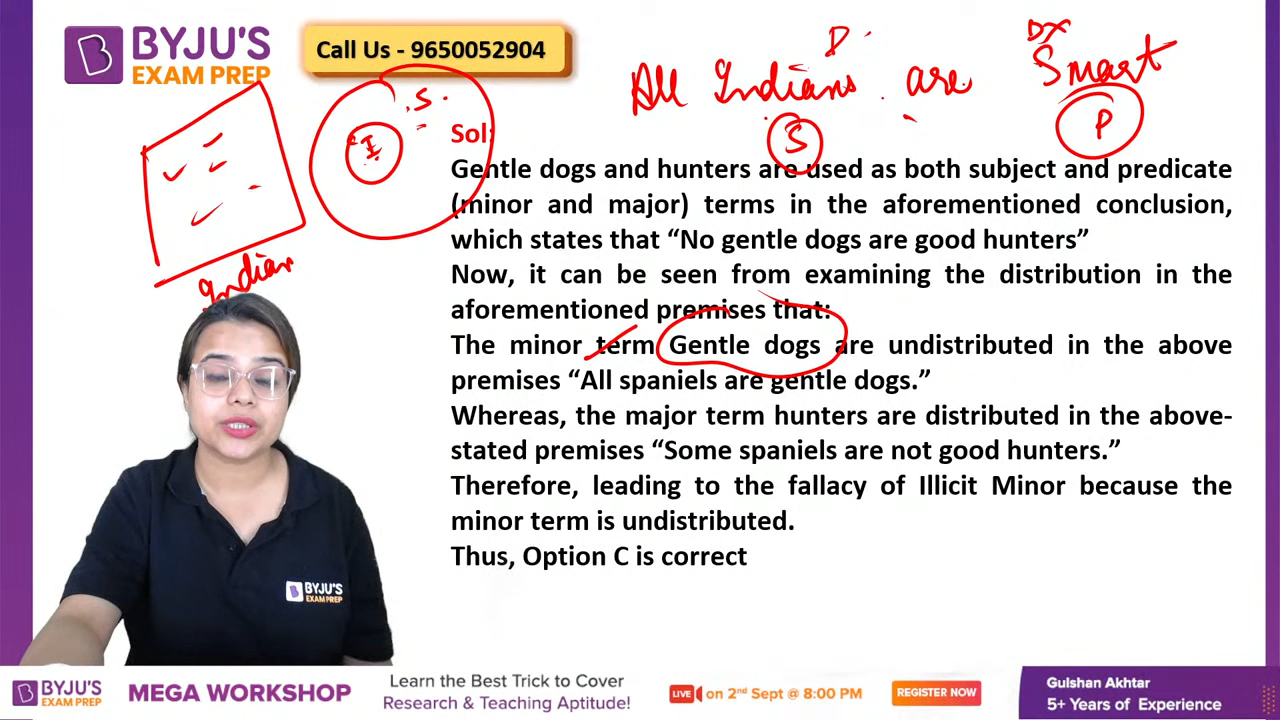 BYJU'S
EXAM PREP
Call Us - 9650052904
D
DX
All Indians are Smart
S
P
S
I
Indian
Sol:
Gentle dogs and hunters are used as both subject and predicate
(minor and major) terms in the aforementioned conclusion,
which states that “No gentle dogs are good hunters”
Now, it can be seen from examining the distribution in the
aforementioned premises that:
The minor term Gentle dogs are undistributed in the above
premises “All spaniels are gentle dogs.”
Whereas, the major term hunters are distributed in the above-
stated premises “Some spaniels are not good hunters.”
Therefore, leading to the fallacy of Illicit Minor because the
minor term is undistributed.
Thus, Option C is correct
BYJU'S
EXAM PREP
BYJU'S
EXAM PREP
MEGA WORKSHOP
Learn the Best Trick to Cover
Research & Teaching Aptitude!
LIVE on 2nd Sept @ 8:00 PM
REGISTER NOW
Gulshan Akhtar
5+ Years of Experience